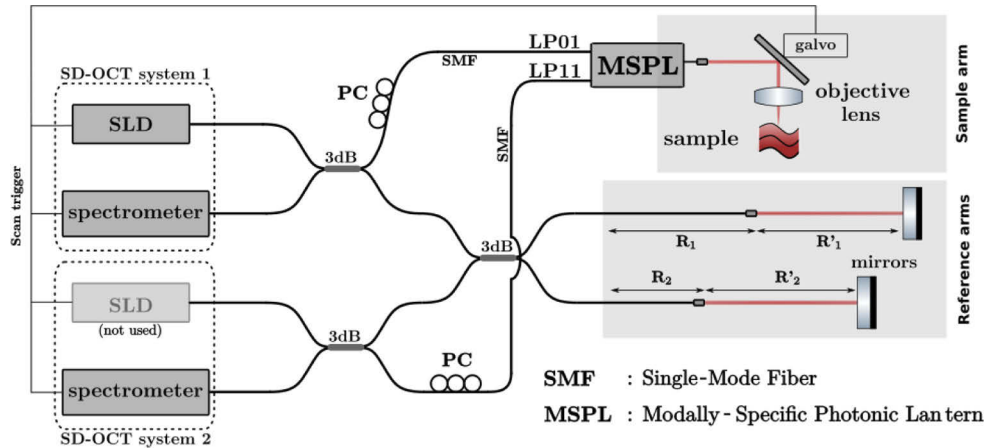 SD-OCT system 1
SLD
spectrometer
Scan trigger
SLD
(not used)
spectrometer
SD-OCT system 2
3dB
3dB
3dB
PC
PC
SMF
SMF
LP01
LP11
MSPL
galvo
objective
lens
sample
Sample arm
R1
R'1
R2
R'2
mirrors
Reference arms
SMF : Single-Mode Fiber
MSPL : Modally-Specific Photonic Lantern